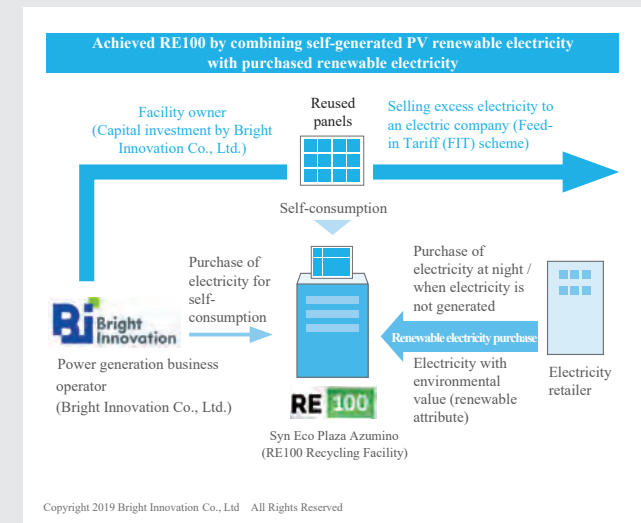 Achieved RE100 by combining self-generated PV renewable electricity
with purchased renewable electricity
Facility owner
(Capital investment by Bright
Innovation Co., Ltd.)
Reused
panels
Selling excess electricity to
an electric company (Feed-
in Tariff (FIT) scheme)
Self-consumption
Purchase of
electricity for
self-
consumption
Purchase of
electricity at night /
when electricity is
not generated
Bi Bright
Innovation
Renewable electricity purchase
Power generation business
operator
(Bright Innovation Co., Ltd.)
Electricity with
environmental
value (renewable
attribute)
Electricity
retailer
RE 100
Syn Eco Plaza Azumino
(RE100 Recycling Facility)
Copyright 2019 Bright Innovation Co., Ltd All Rights Reserved